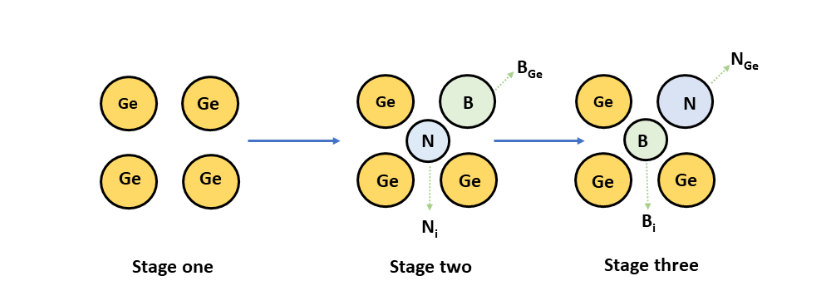 Ge Ge Ge Ge
Stage one
Ge B B_Ge
N
Ge Ge
N_i
Stage two
Ge N N_Ge
B
Ge Ge
B_i
Stage three